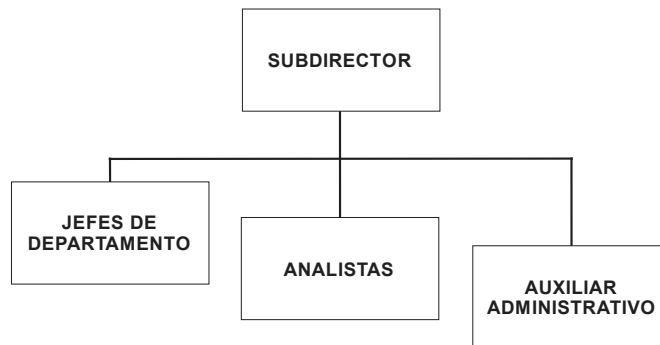 SUBDIRECTOR
JEFES DE
DEPARTAMENTO
ANALISTAS
AUXILIAR
ADMINISTRATIVO